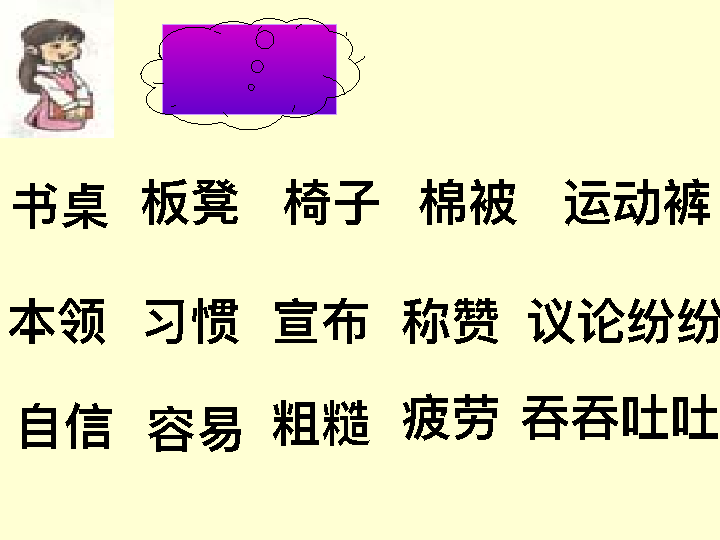 书桌 板凳 椅子 棉被 运动裤
本领 习惯 宣布 称赞 议论纷纷
自信 容易 粗糙 疲劳 吞吞吐吐